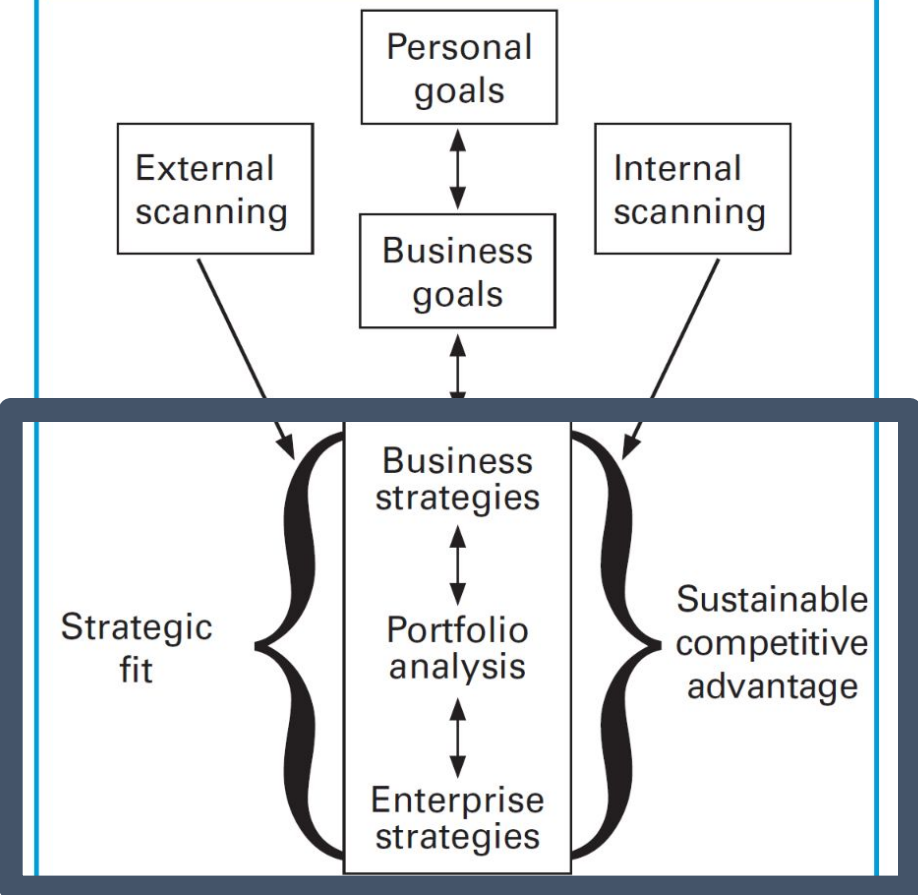 Personal
goals
External
scanning
Internal
scanning
Business
goals
Business
strategies
Strategic
fit
Portfolio
analysis
Sustainable
competitive
advantage
Enterprise
strategies